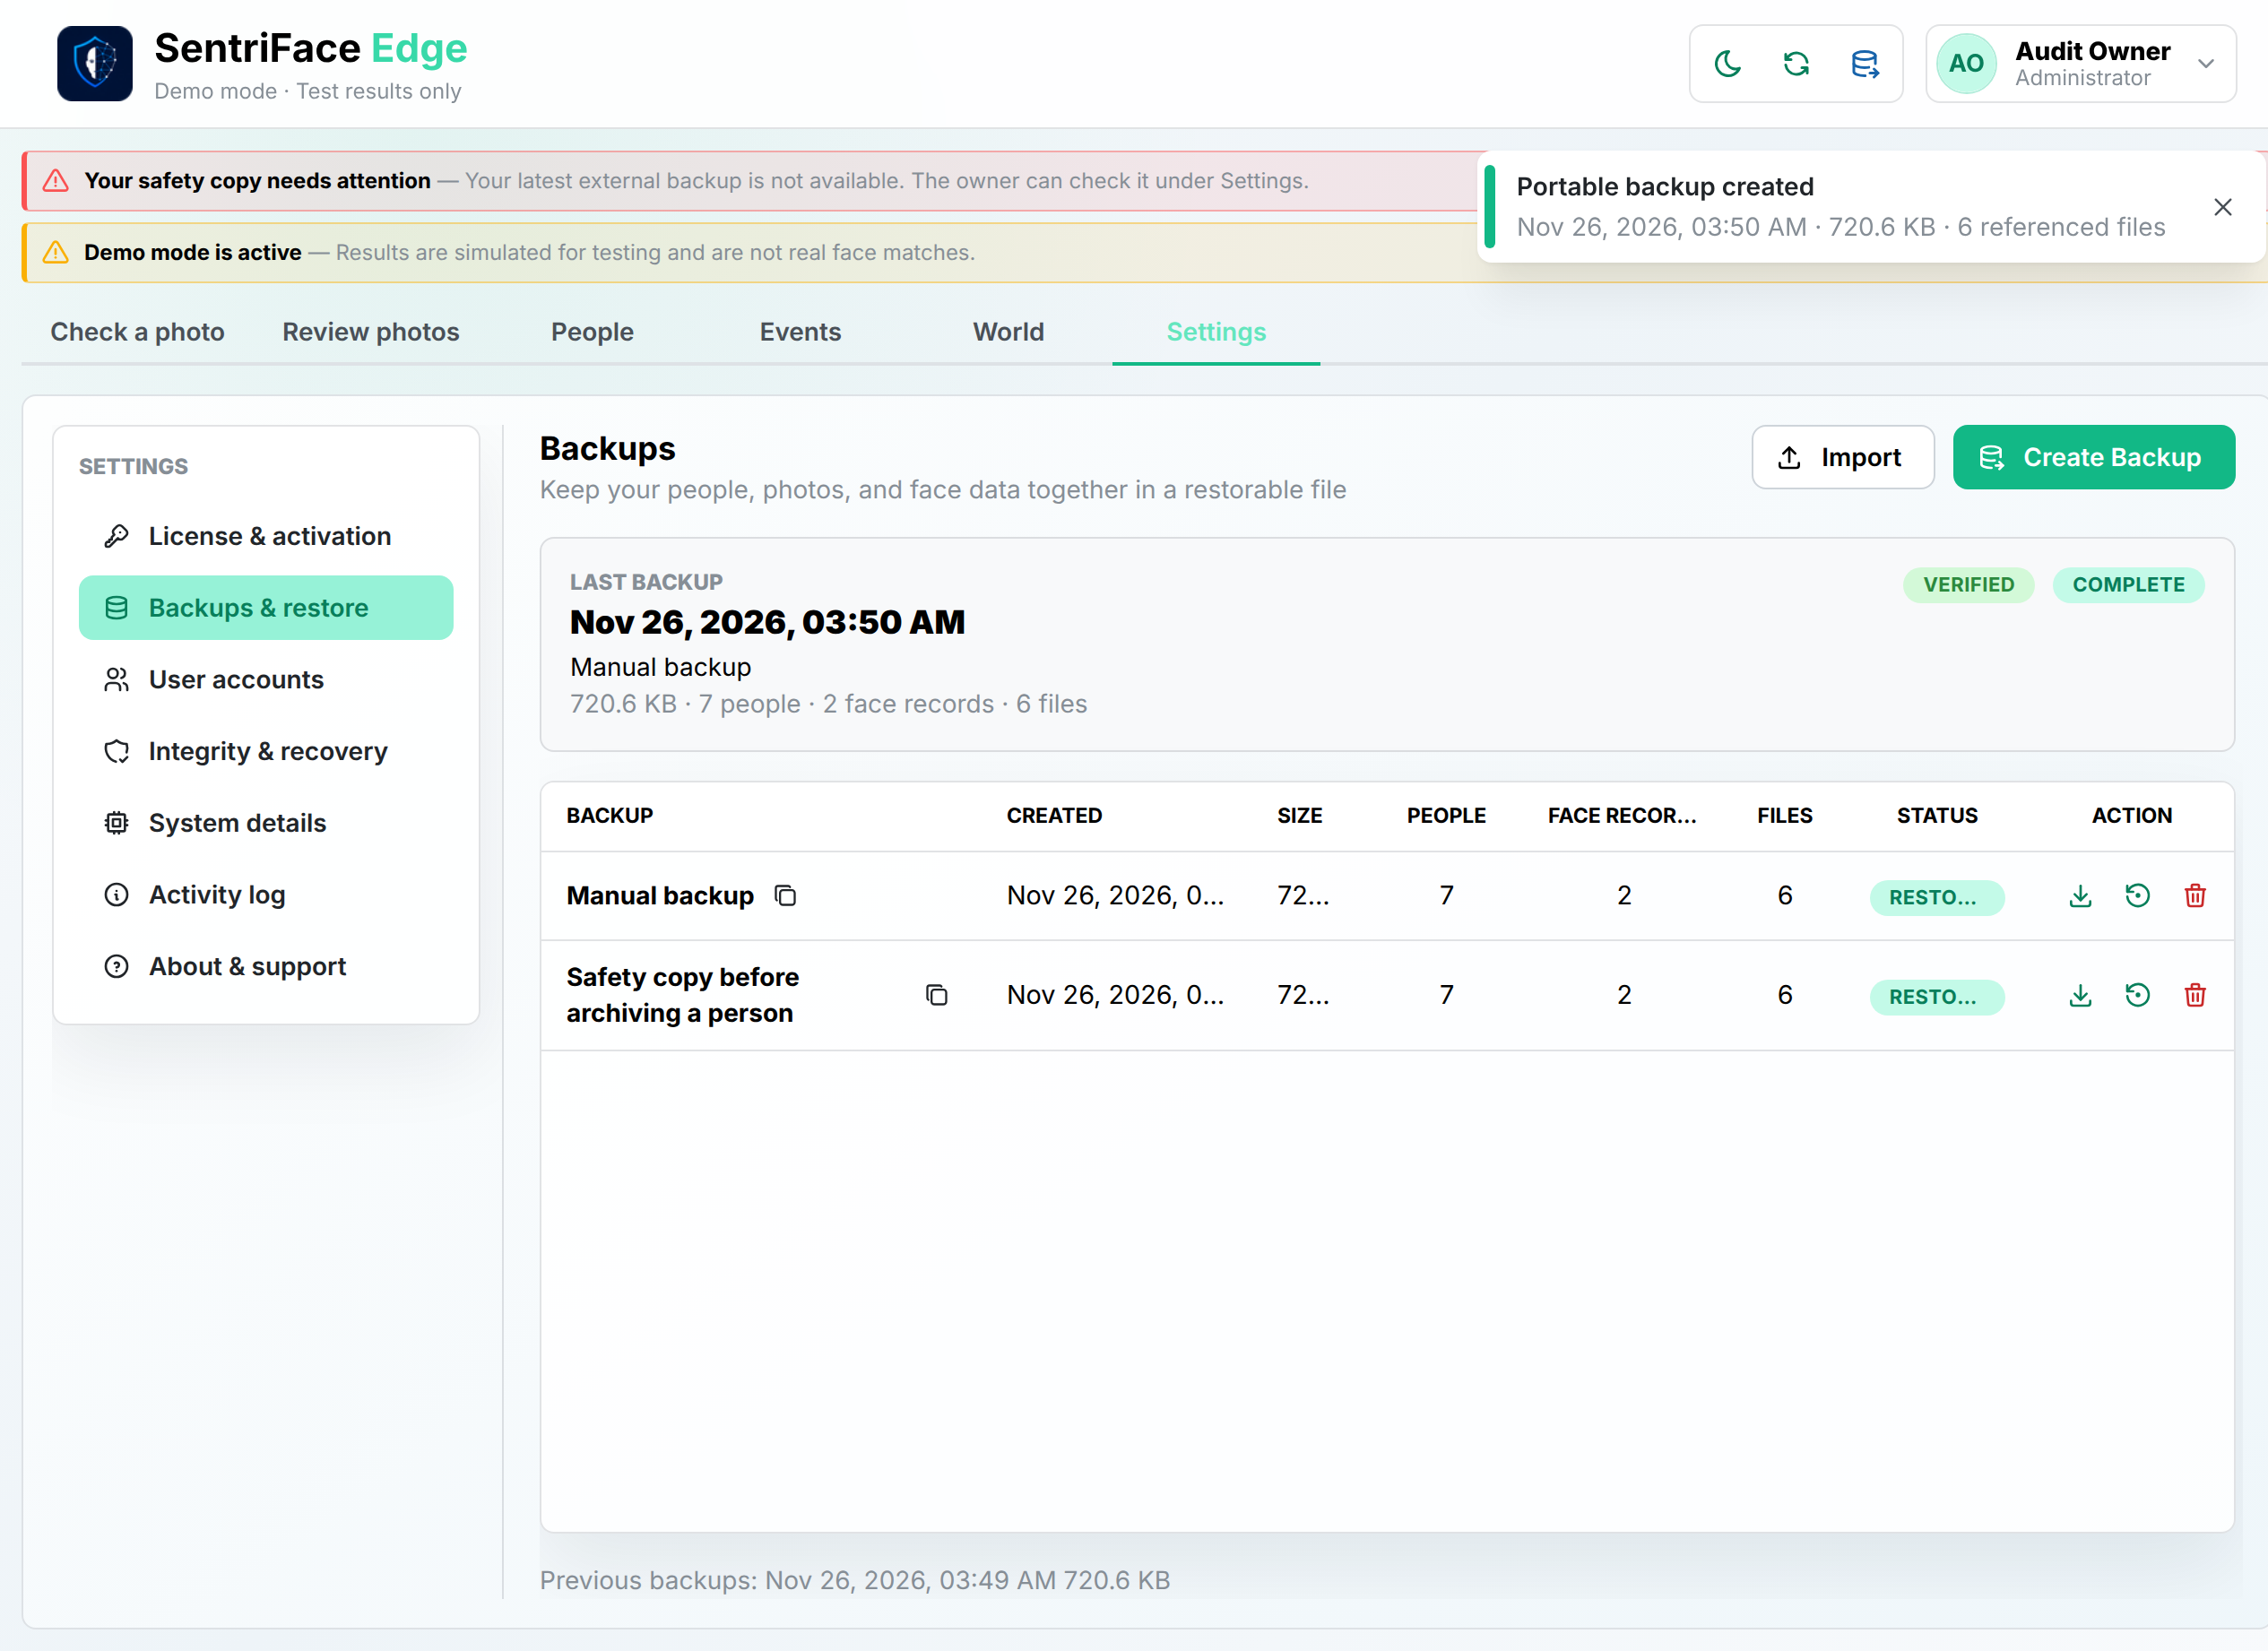 SentriFace Edge
Demo mode · Test results only
AO
Audit Owner
Administrator
Your safety copy needs attention — Your latest external backup is not available. The owner can check it under Settings.
Demo mode is active — Results are simulated for testing and are not real face matches.
Portable backup created
Nov 26, 2026, 03:50 AM · 720.6 KB · 6 referenced files
Check a photo Review photos People Events World Settings
SETTINGS
License & activation
Backups & restore
User accounts
Integrity & recovery
System details
Activity log
About & support
Backups
Keep your people, photos, and face data together in a restorable file
Import
Create Backup
LAST BACKUP
Nov 26, 2026, 03:50 AM
Manual backup
720.6 KB · 7 people · 2 face records · 6 files
VERIFIED COMPLETE
BACKUP CREATED SIZE PEOPLE FACE RECOR... FILES STATUS ACTION
Manual backup Nov 26, 2026, 0... 72... 7 2 6 RESTO...
Safety copy before
archiving a person Nov 26, 2026, 0... 72... 7 2 6 RESTO...
Previous backups: Nov 26, 2026, 03:49 AM 720.6 KB